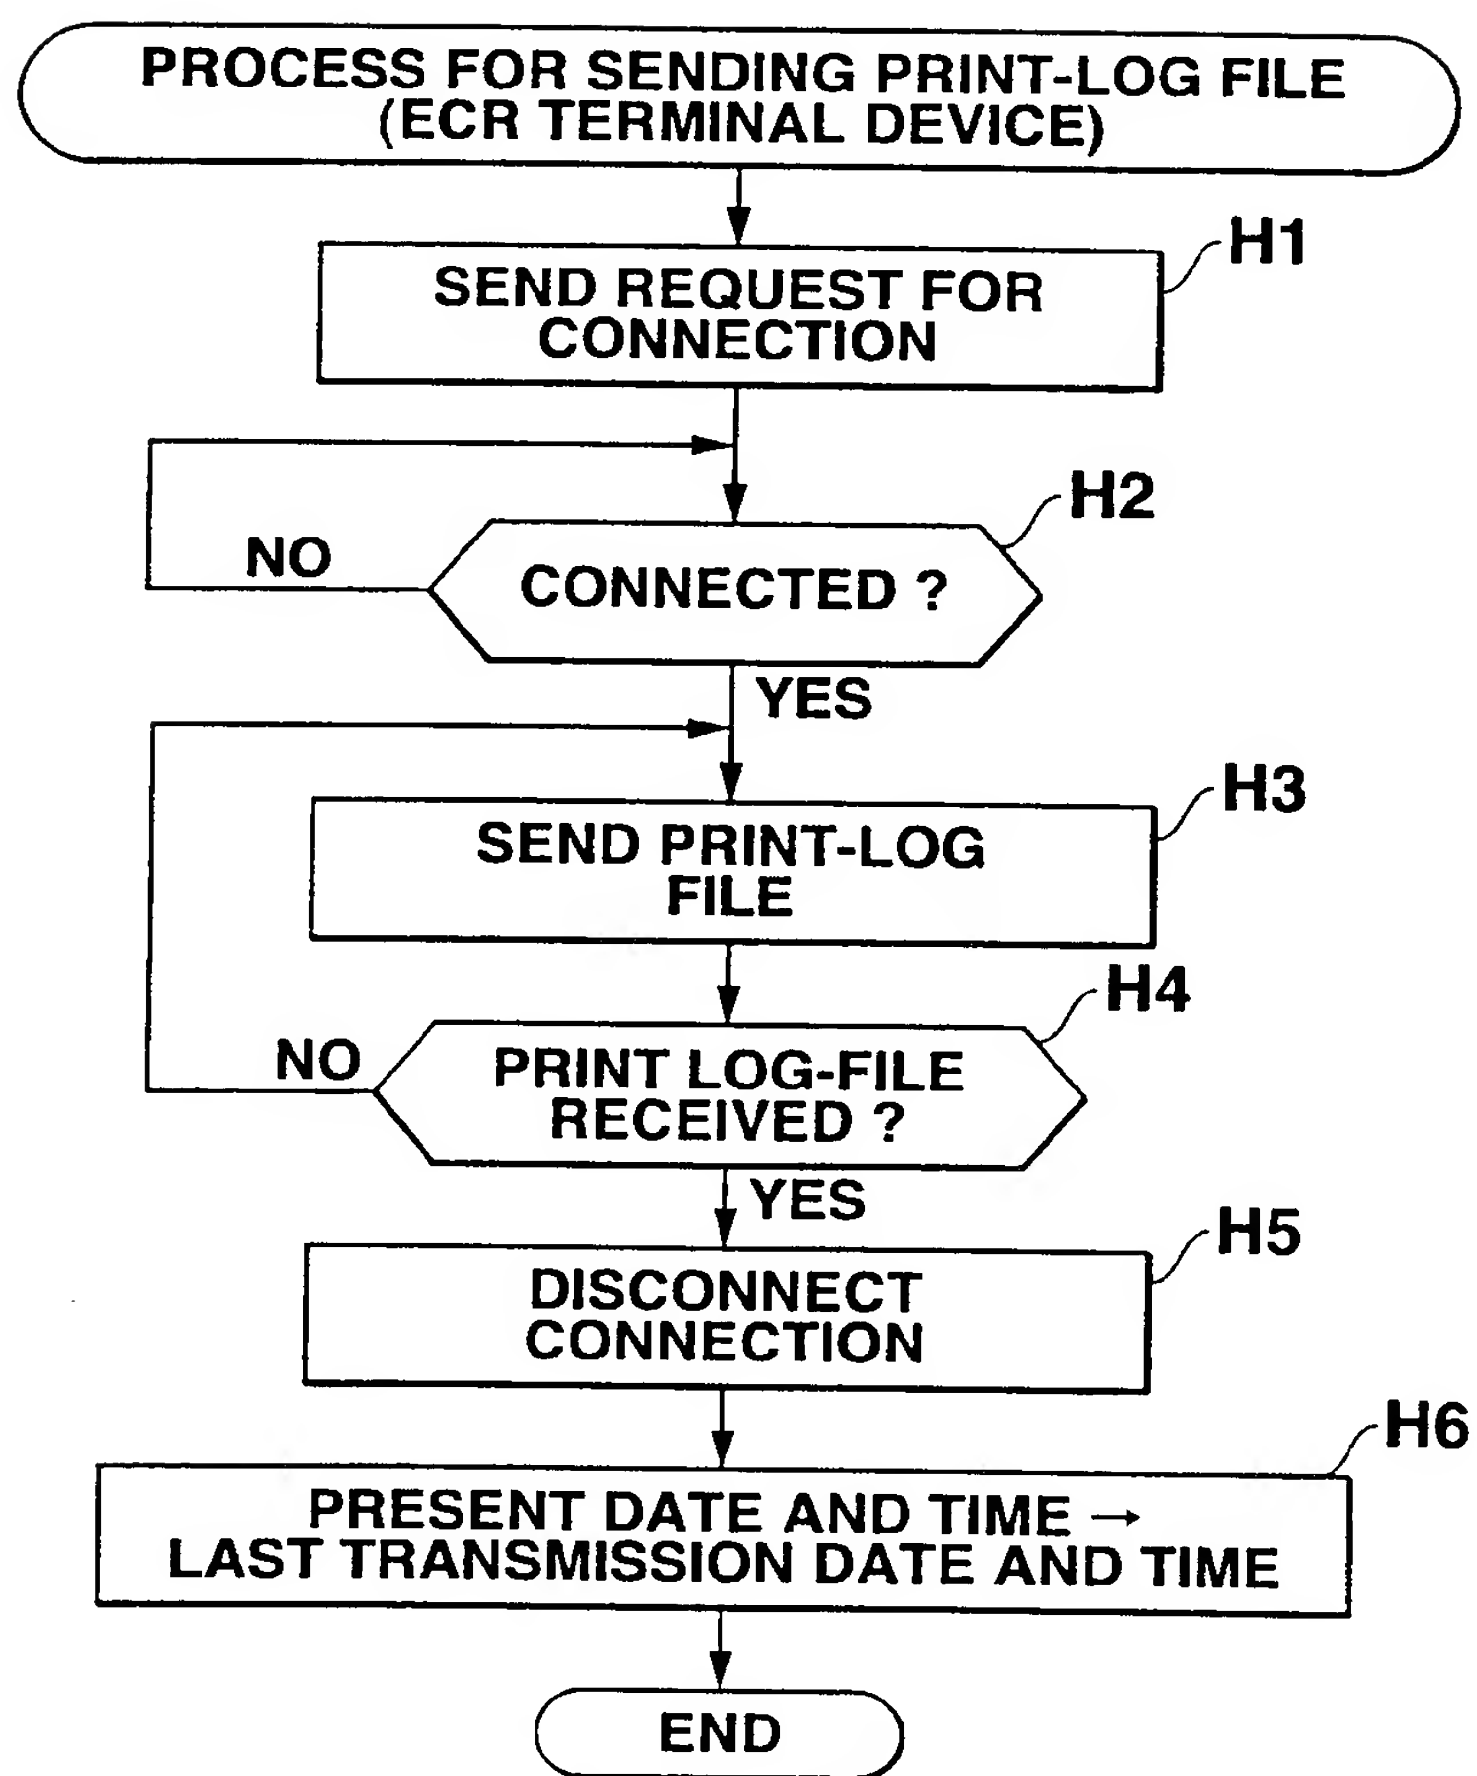 PROCESS FOR SENDING PRINT-LOG FILE
(ECR TERMINAL DEVICE)
H1
SEND REQUEST FOR
CONNECTION
H2
NO
CONNECTED ?
YES
H3
SEND PRINT-LOG
FILE
H4
NO
PRINT LOG-FILE
RECEIVED ?
YES
H5
DISCONNECT
CONNECTION
H6
PRESENT DATE AND TIME →
LAST TRANSMISSION DATE AND TIME
END